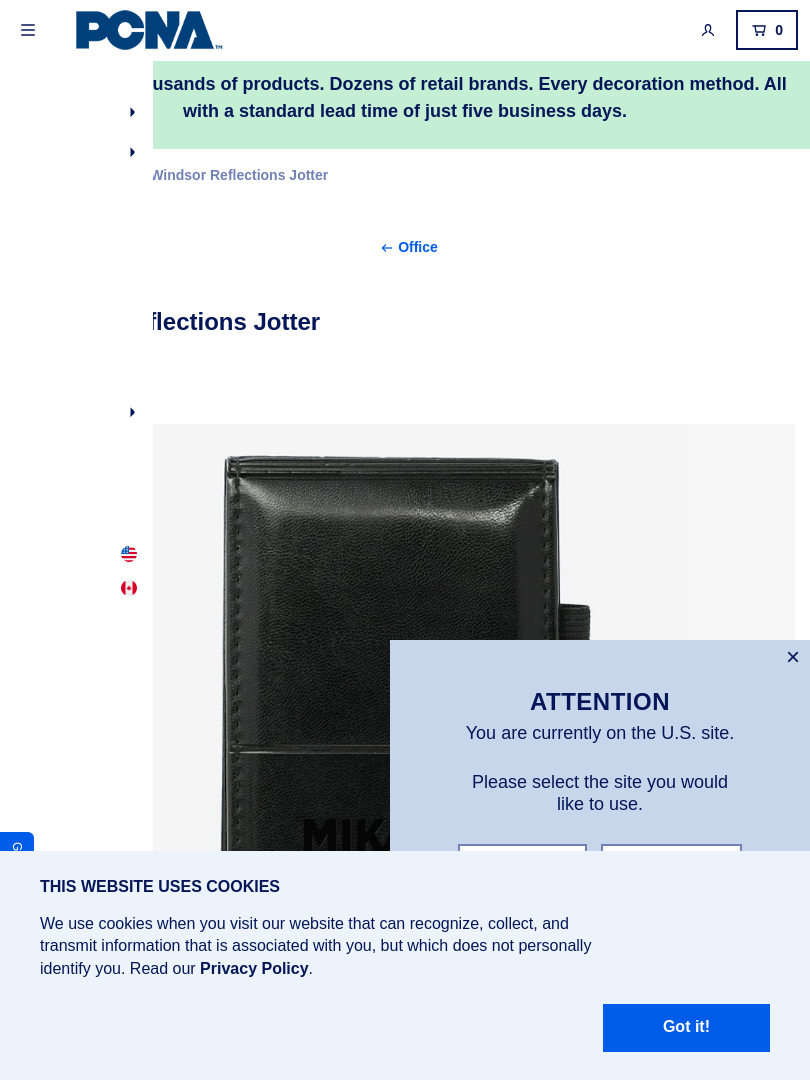 PCNA™
0
usands of products. Dozens of retail brands. Every decoration method. All
with a standard lead time of just five business days.
Windsor Reflections Jotter
← Office
flections Jotter
ATTENTION
You are currently on the U.S. site.
Please select the site you would
like to use.
MIK
G
THIS WEBSITE USES COOKIES
We use cookies when you visit our website that can recognize, collect, and
transmit information that is associated with you, but which does not personally
identify you. Read our Privacy Policy.
Got it!